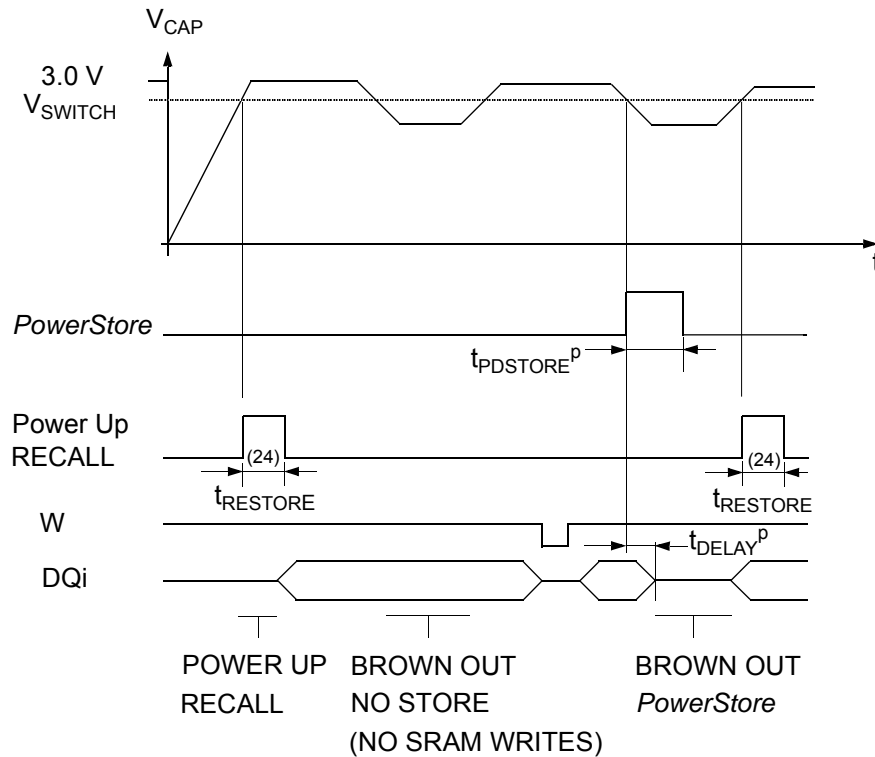 VCAP
3.0 V
VSWITCH
t
PowerStore
tPDSTOREp
Power Up
RECALL
(24)
(24)
tRESTORE
tRESTORE
W
tDELAYp
DQi
POWER UP
RECALL
BROWN OUT
NO STORE
(NO SRAM WRITES)
BROWN OUT
PowerStore